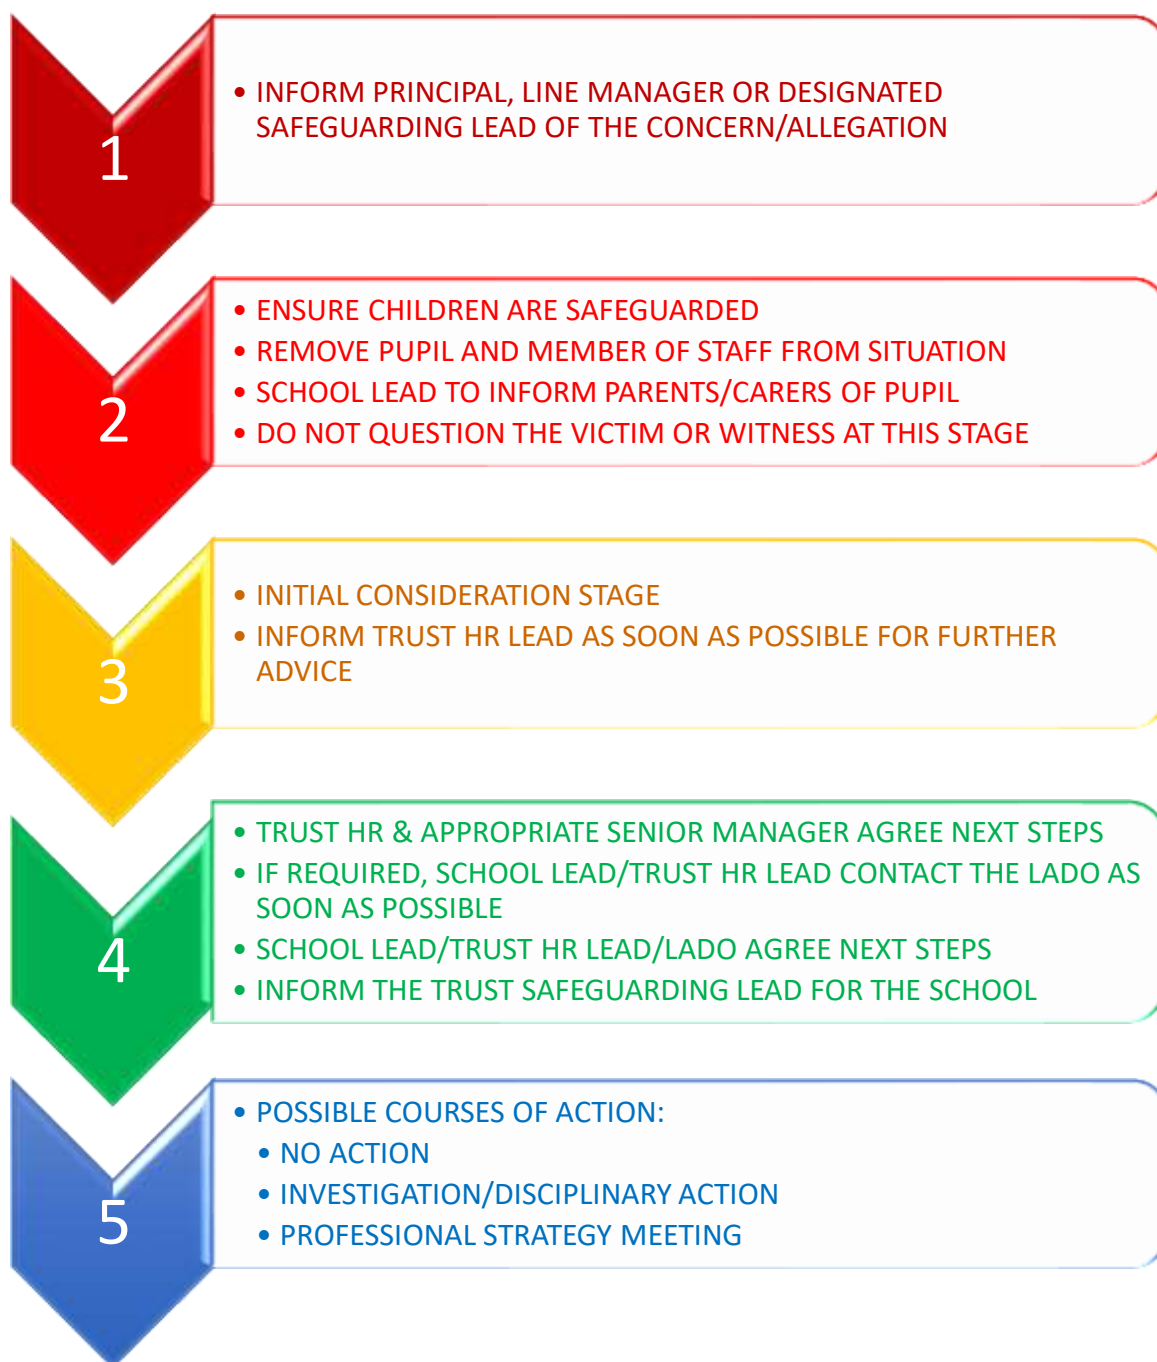 1
• INFORM PRINCIPAL, LINE MANAGER OR DESIGNATED
SAFEGUARDING LEAD OF THE CONCERN/ALLEGATION
2
• ENSURE CHILDREN ARE SAFEGUARDED
• REMOVE PUPIL AND MEMBER OF STAFF FROM SITUATION
• SCHOOL LEAD TO INFORM PARENTS/CARERS OF PUPIL
• DO NOT QUESTION THE VICTIM OR WITNESS AT THIS STAGE
3
• INITIAL CONSIDERATION STAGE
• INFORM TRUST HR LEAD AS SOON AS POSSIBLE FOR FURTHER
ADVICE
4
• TRUST HR & APPROPRIATE SENIOR MANAGER AGREE NEXT STEPS
• IF REQUIRED, SCHOOL LEAD/TRUST HR LEAD CONTACT THE LADO AS
SOON AS POSSIBLE
• SCHOOL LEAD/TRUST HR LEAD/LADO AGREE NEXT STEPS
• INFORM THE TRUST SAFEGUARDING LEAD FOR THE SCHOOL
5
• POSSIBLE COURSES OF ACTION:
• NO ACTION
• INVESTIGATION/DISCIPLINARY ACTION
• PROFESSIONAL STRATEGY MEETING